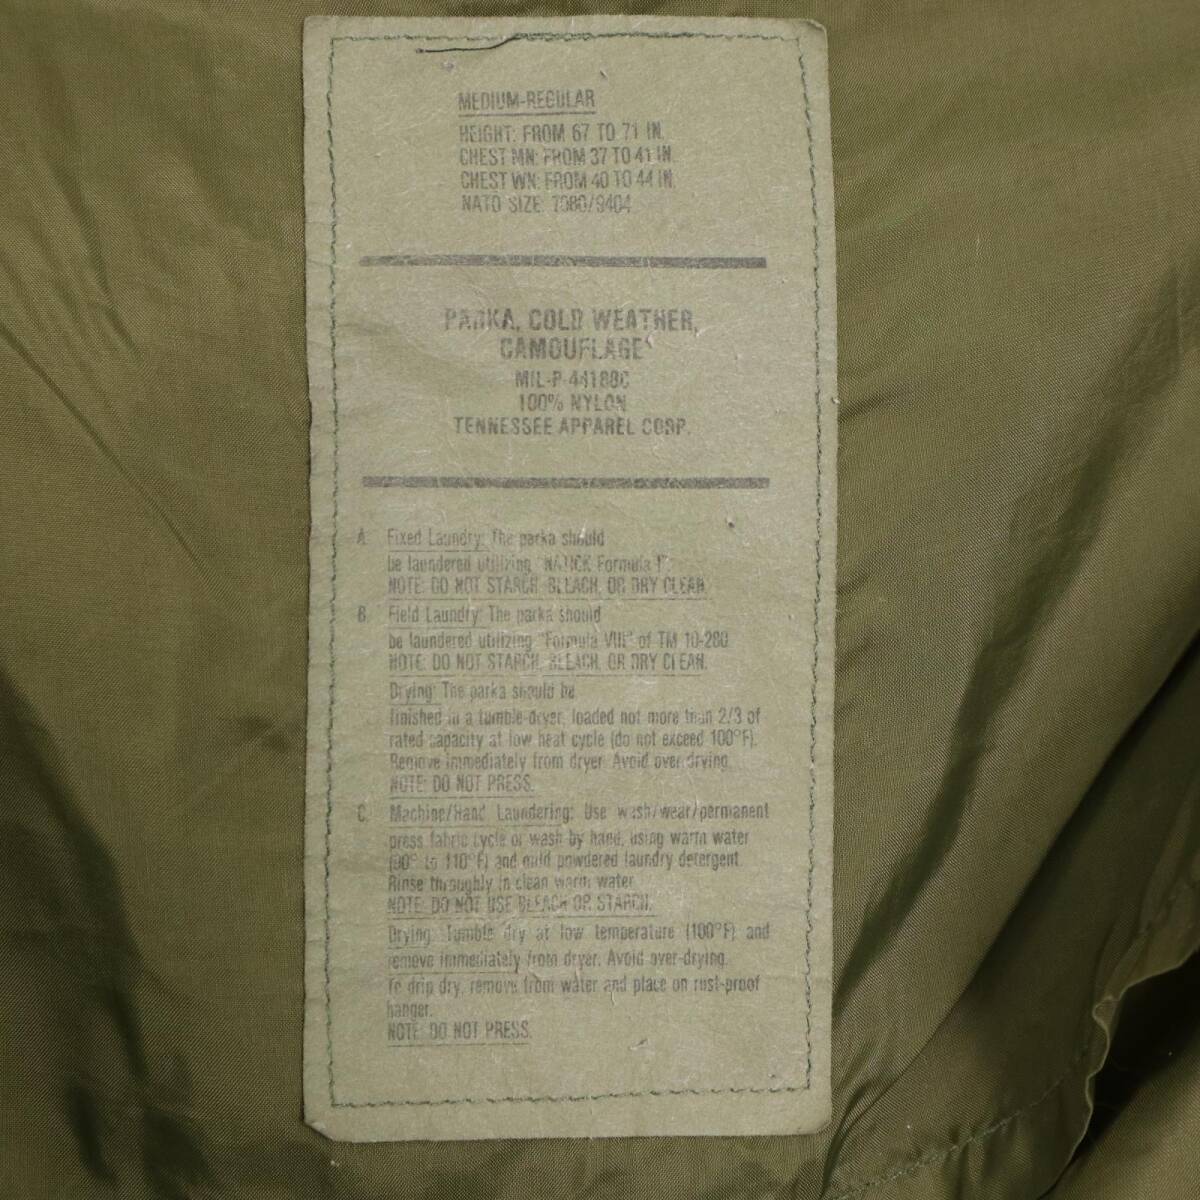 MEDIUM-REGULAR
HEIGHT: FROM 67 TO 71 IN.
CHEST MN: FROM 37 TO 41 IN.
CHEST WN: FROM 40 TO 44 IN.
NATO SIZE: 7080/9404
PARKA, COLD WEATHER,
CAMOUFLAGE
MIL-P-44188C
100% NYLON
TENNESSEE APPAREL CORP.
A. Fixed Laundry: The parka should
be laundered utilizing "NATICK Formula I".
NOTE: DO NOT STARCH, BLEACH, OR DRY CLEAN.
B. Field Laundry: The parka should
be laundered utilizing "Formula VIII" of TM 10-280
NOTE: DO NOT STARCH, BLEACH, OR DRY CLEAN.
Drying: The parka should be
finished in a tumble-dryer, loaded not more than 2/3 of
rated capacity at low heat cycle (do not exceed 100°F).
Remove immediately from dryer. Avoid over drying.
NOTE: DO NOT PRESS.
C. Machine/Hand Laundering: Use wash/wear/permanent
press fabric cycle or wash by hand, using warm water
(90° to 110°F) and mild powdered laundry detergent.
Rinse throughly in clean warm water.
NOTE: DO NOT USE BLEACH OR STARCH.
Drying: Tumble dry at low temperature (100°F) and
remove immediately from dryer. Avoid over-drying.
To drip dry, remove from water and place on rust-proof
hanger.
NOTE: DO NOT PRESS.